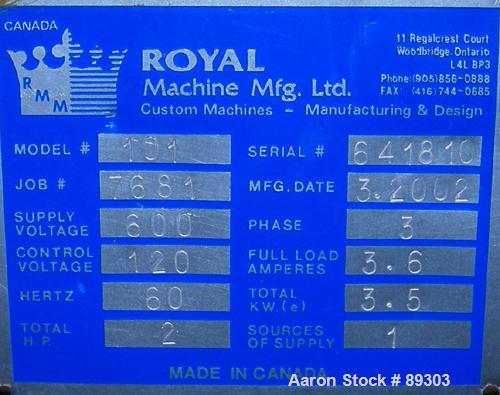 CANADA
RMM
ROYAL
Machine Mfg. Ltd.
Custom Machines - Manufacturing & Design
11 Regalcrest Court
Woodbridge, Ontario
L4L 8P3
Phone: (905) 856-0888
FAX: (416) 744-0685
MODEL # 101
SERIAL # 641810
JOB # 7681
MFG. DATE 3.2002
SUPPLY VOLTAGE 600
PHASE 3
CONTROL VOLTAGE 120
FULL LOAD AMPERES 3.6
HERTZ 60
TOTAL KW.(e) 3.5
TOTAL H.P. 2
SOURCES OF SUPPLY 1
MADE IN CANADA
Aaron Stock # 89303